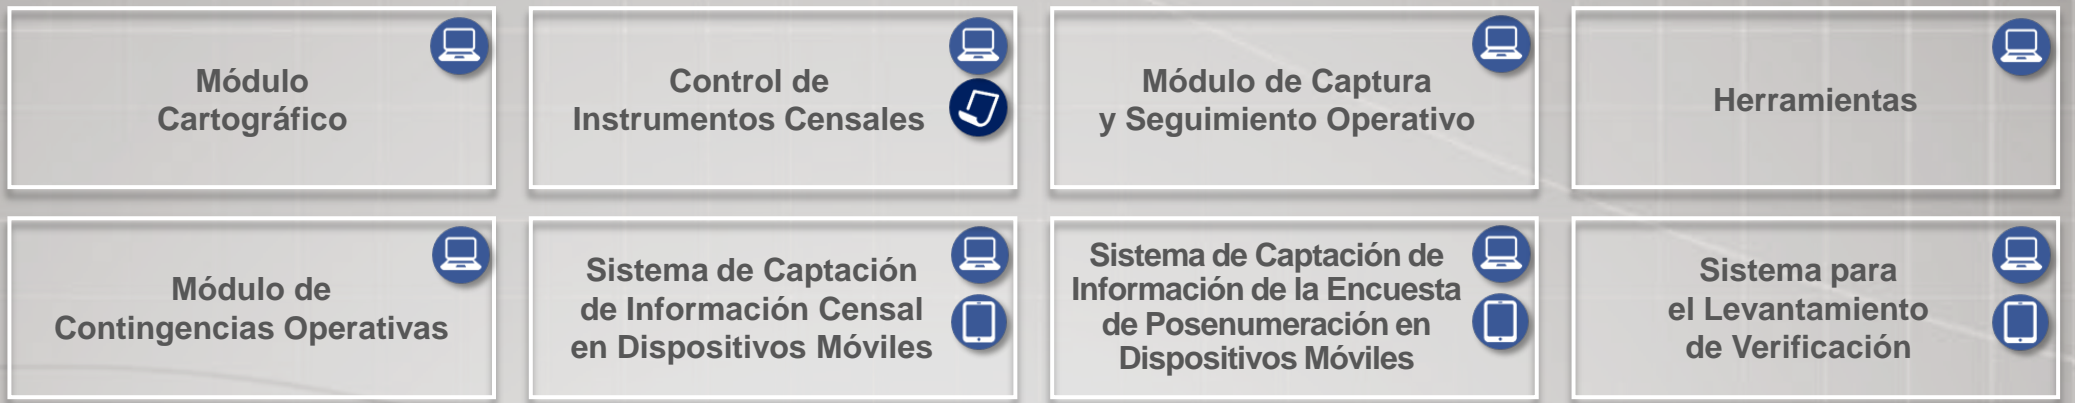 Módulo
Cartográfico
Control de
Instrumentos Censales
Módulo de Captura
y Seguimiento Operativo
Herramientas
Módulo de
Contingencias Operativas
Sistema de Captación
de Información Censal
en Dispositivos Móviles
Sistema de Captación de
Información de la Encuesta
de Posenumeración en
Dispositivos Móviles
Sistema para
el Levantamiento
de Verificación